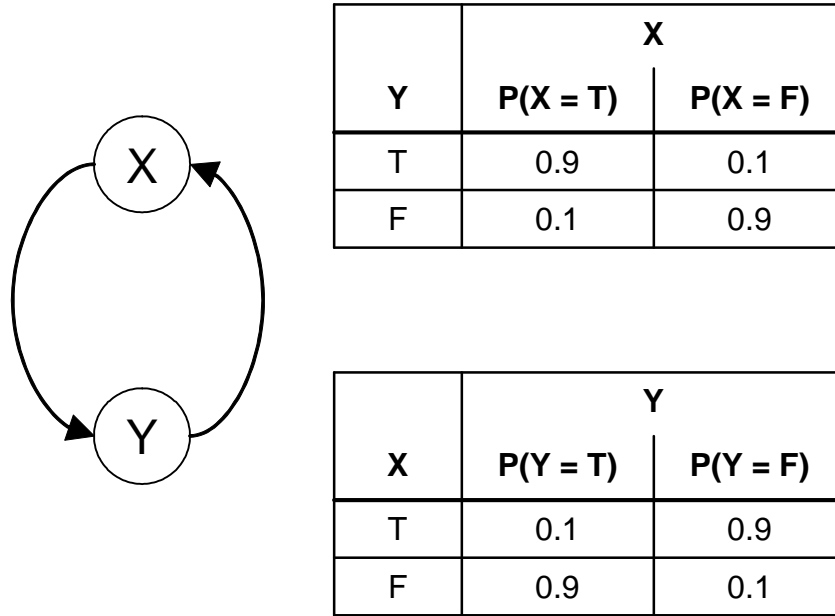 X
Y
X
Y P(X = T) P(X = F)
T 0.9 0.1
F 0.1 0.9
Y
X P(Y = T) P(Y = F)
T 0.1 0.9
F 0.9 0.1